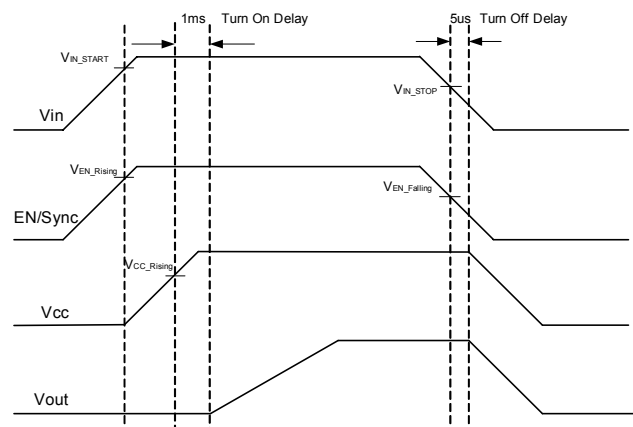 1ms Turn On Delay
5us Turn Off Delay
VIN_START
VIN_STOP
Vin
VEN_Rising
VEN_Falling
EN/Sync
VCC_Rising
Vcc
Vout